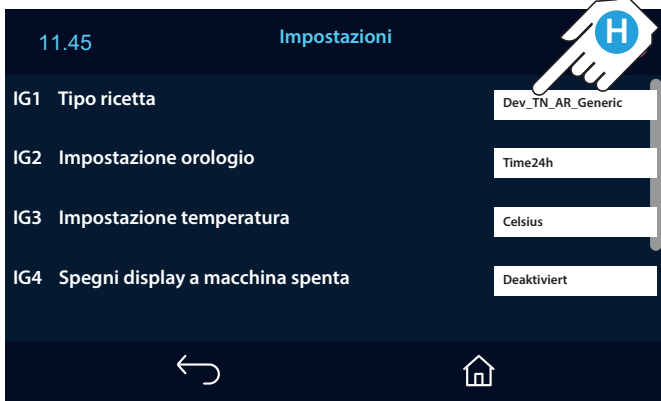 11.45 Impostazioni H
IG1 Tipo ricetta Dev_TN_AR_Generic
IG2 Impostazione orologio Time24h
IG3 Impostazione temperatura Celsius
IG4 Spegni display a macchina spenta Deaktiviert